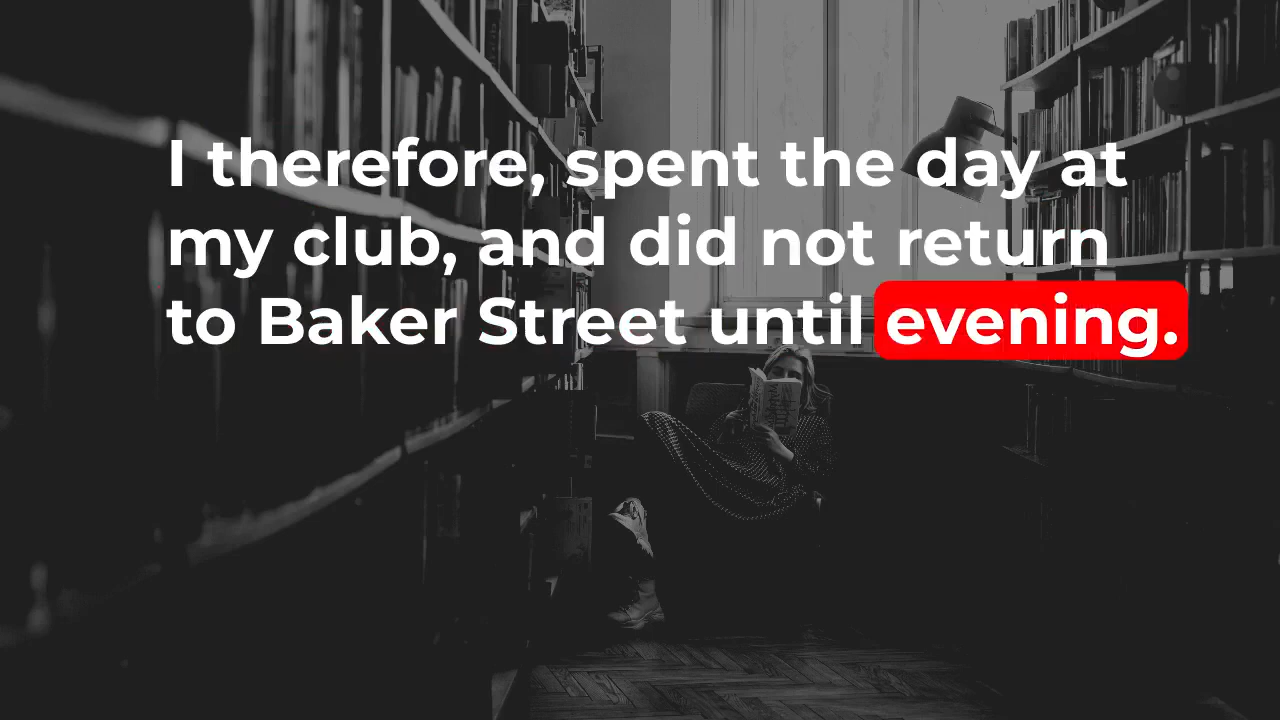 I therefore, spent the day at
my club, and did not return
to Baker Street until evening.